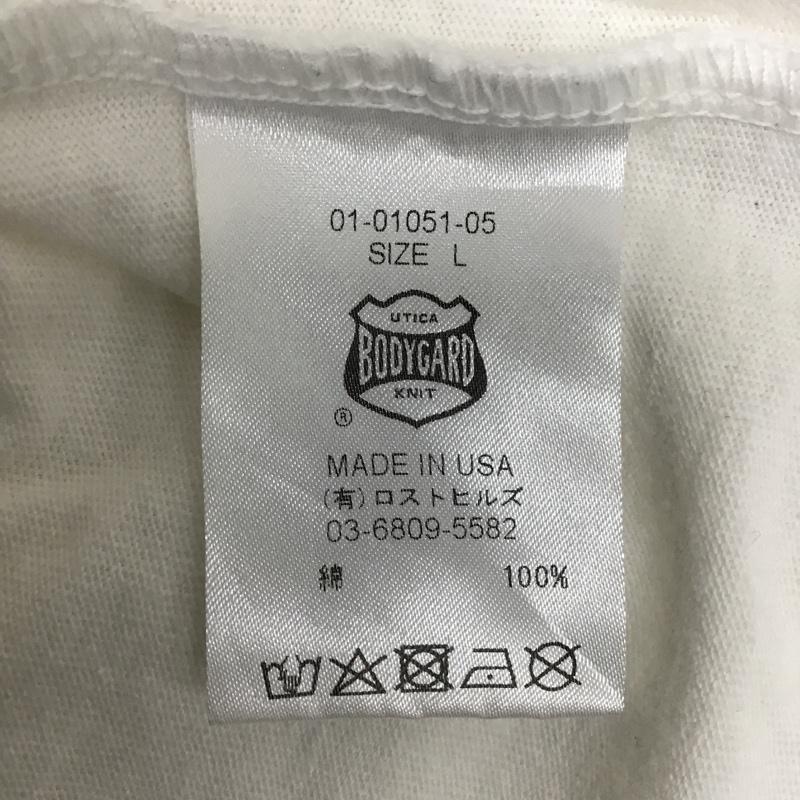 01-01051-05
SIZE L
UTICA
BODYGARD
KNIT
®
MADE IN USA
(有)ロストヒルズ
03-6809-5582
綿 100%